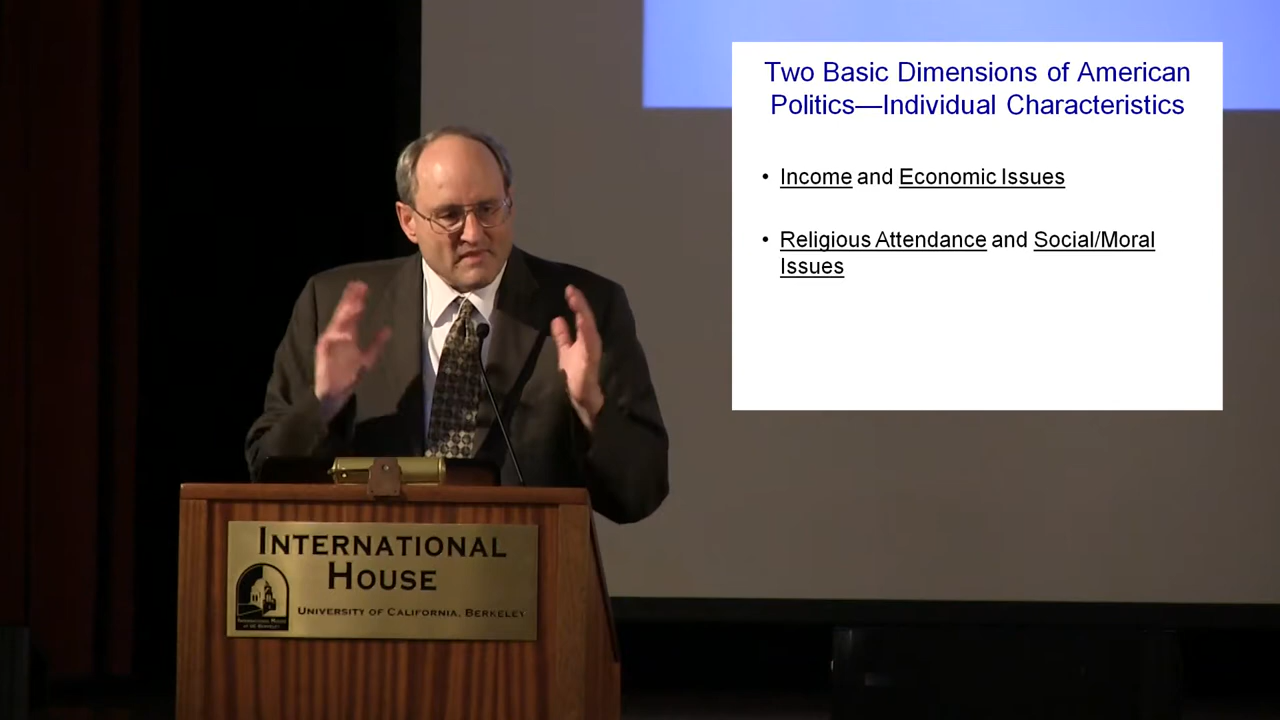 Two Basic Dimensions of American
Politics—Individual Characteristics
• Income and Economic Issues
• Religious Attendance and Social/Moral
Issues
INTERNATIONAL
HOUSE
UNIVERSITY OF CALIFORNIA, BERKELEY